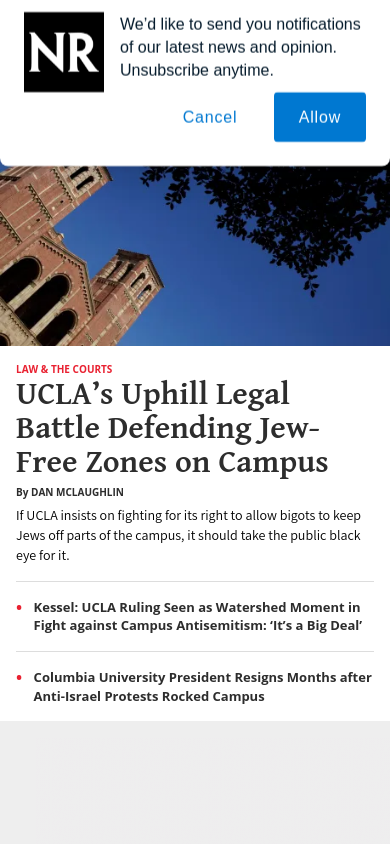 NR
We'd like to send you notifications
of our latest news and opinion.
Unsubscribe anytime.
Cancel
Allow
LAW & THE COURTS
UCLA’s Uphill Legal
Battle Defending Jew-
Free Zones on Campus
By DAN MCLAUGHLIN
If UCLA insists on fighting for its right to allow bigots to keep
Jews off parts of the campus, it should take the public black
eye for it.
Kessel: UCLA Ruling Seen as Watershed Moment in
Fight against Campus Antisemitism: ‘It’s a Big Deal’
Columbia University President Resigns Months after
Anti-Israel Protests Rocked Campus